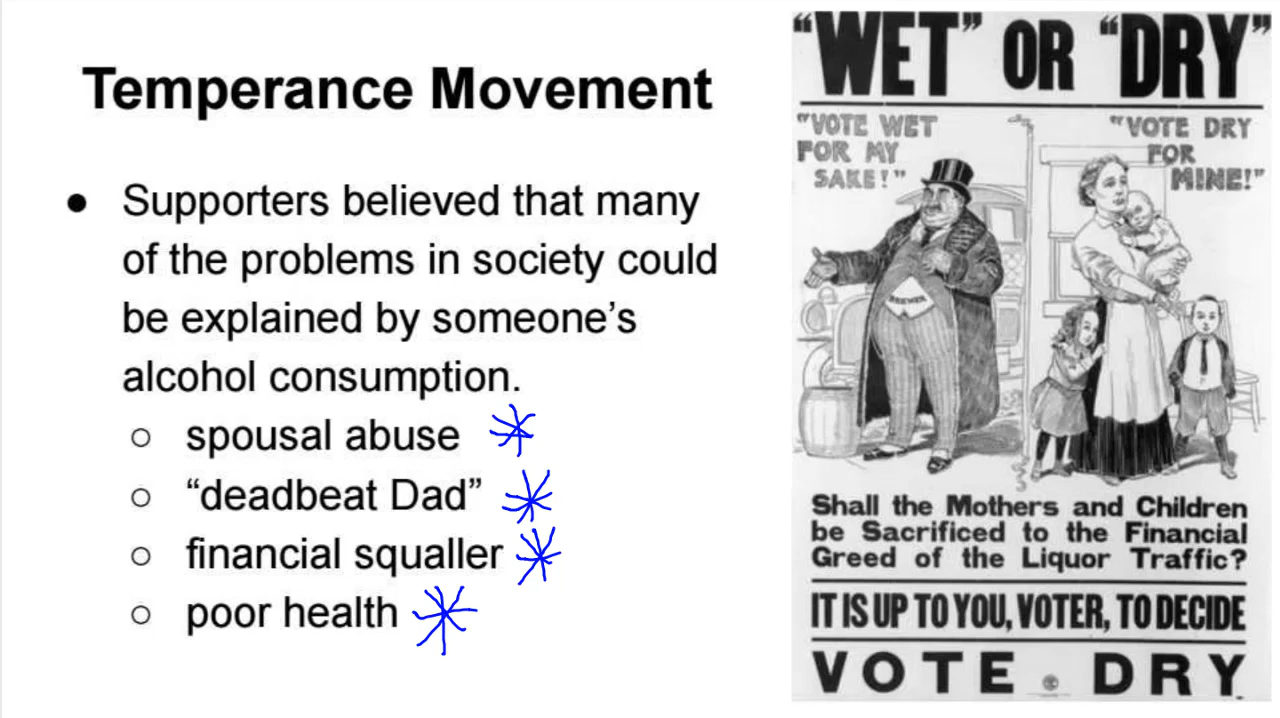 Temperance Movement
● Supporters believed that many
of the problems in society could
be explained by someone’s
alcohol consumption.
○ spousal abuse
○ “deadbeat Dad”
○ financial squaller
○ poor health
“WET” OR “DRY”
“VOTE WET
FOR MY
SAKE!”
“VOTE DRY
FOR
MINE!”
BREWER
Shall the Mothers and Children
be Sacrificed to the Financial
Greed of the Liquor Traffic?
IT IS UP TO YOU, VOTER, TO DECIDE
VOTE DRY